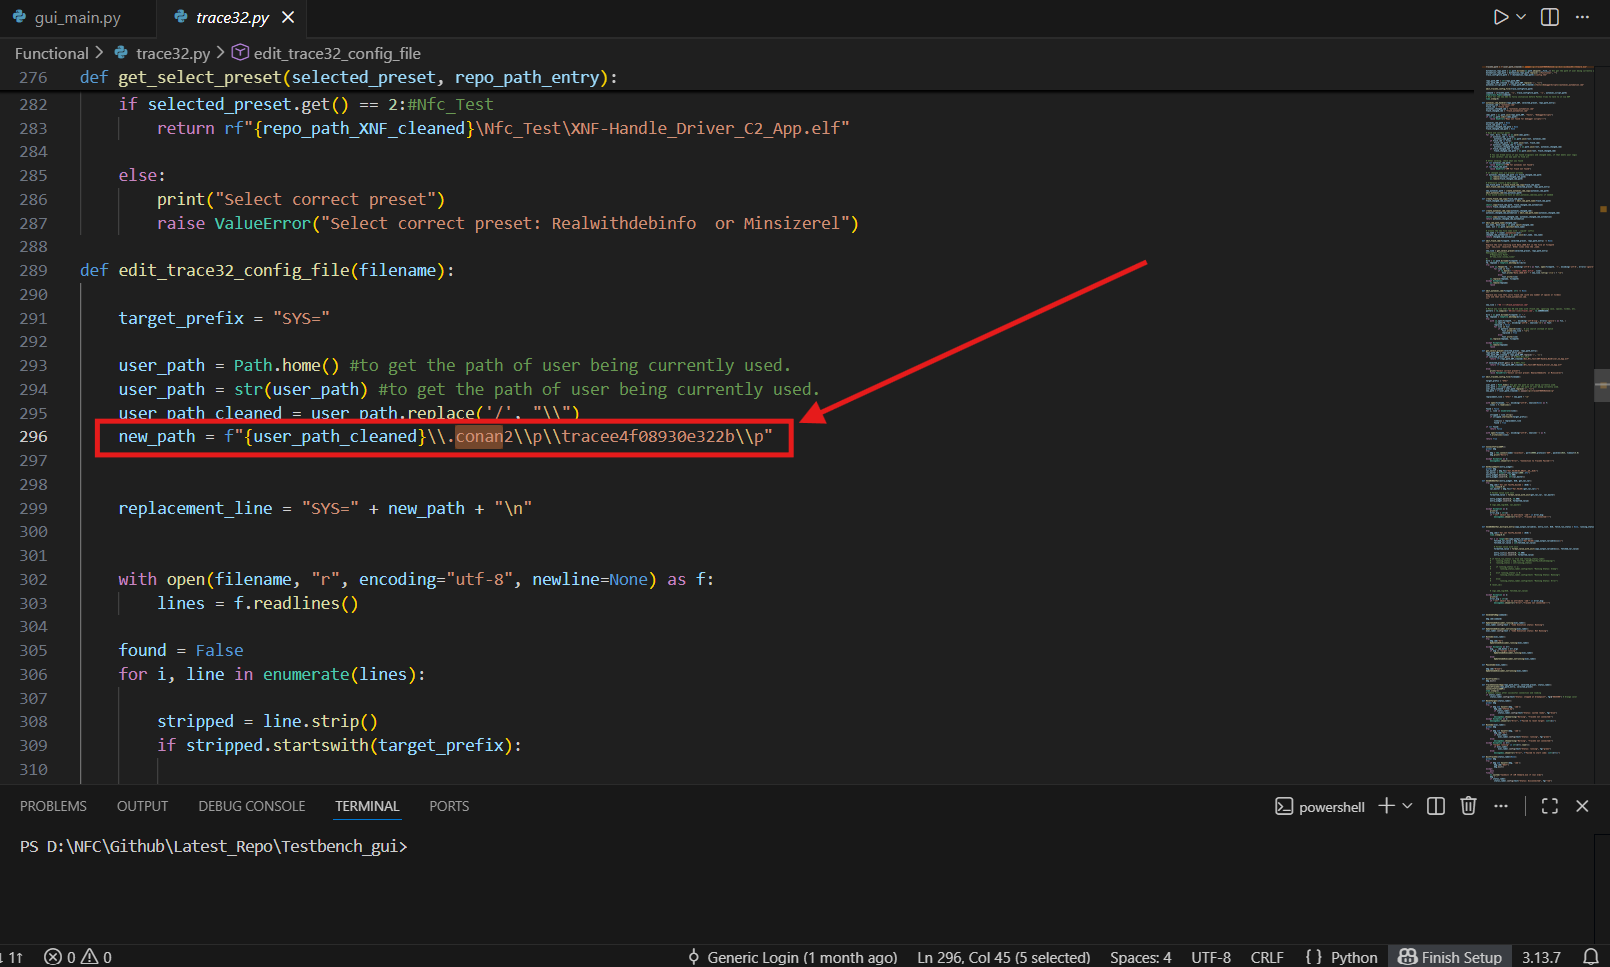 gui_main.py
trace32.py
Functional > trace32.py > edit_trace32_config_file
276 def get_select_preset(selected_preset, repo_path_entry):
282 if selected_preset.get() == 2:#Nfc_Test
283 return rf"{repo_path_XNF_cleaned}\Nfc_Test\XNF-Handle_Driver_C2_App.elf"
284
285 else:
286 print("Select correct preset")
287 raise ValueError("Select correct preset: Realwithdebinfo  or Minsizerel")
288
289 def edit_trace32_config_file(filename):
290
291 target_prefix = "SYS="
292
293 user_path = Path.home() #to get the path of user being currently used.
294 user_path = str(user_path) #to get the path of user being currently used.
295 user_path_cleaned = user_path.replace('/', "\\")
296 new_path = f"{user_path_cleaned}\\.conan2\\p\\tracee4f08930e322b\\p"
297
298
299 replacement_line = "SYS=" + new_path + "\n"
300
301
302 with open(filename, "r", encoding="utf-8", newline=None) as f:
303 lines = f.readlines()
304
305 found = False
306 for i, line in enumerate(lines):
307
308 stripped = line.strip()
309 if stripped.startswith(target_prefix):
310
PROBLEMS OUTPUT DEBUG CONSOLE TERMINAL PORTS
powershell
PS D:\NFC\Github\Latest_Repo\Testbench_gui>
1↑ 0 0 Generic Login (1 month ago) Ln 296, Col 45 (5 selected) Spaces: 4 UTF-8 CRLF { } Python Finish Setup 3.13.7